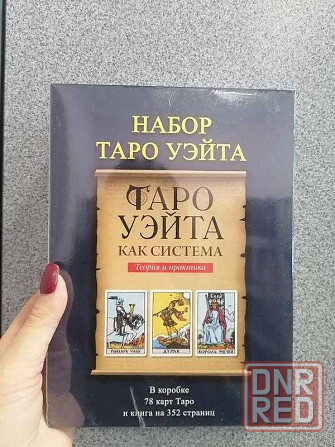 НАБОР
ТАРО УЭЙТА
ТАРО
УЭЙТА
КАК СИСТЕМА
Теория и практика
РЫЦАРЬ ЧАШ
ДУРАК
КОРОЛЬ МЕЧЕЙ
В коробке
78 карт Таро
и книга на 352 страниц
DNR
RED